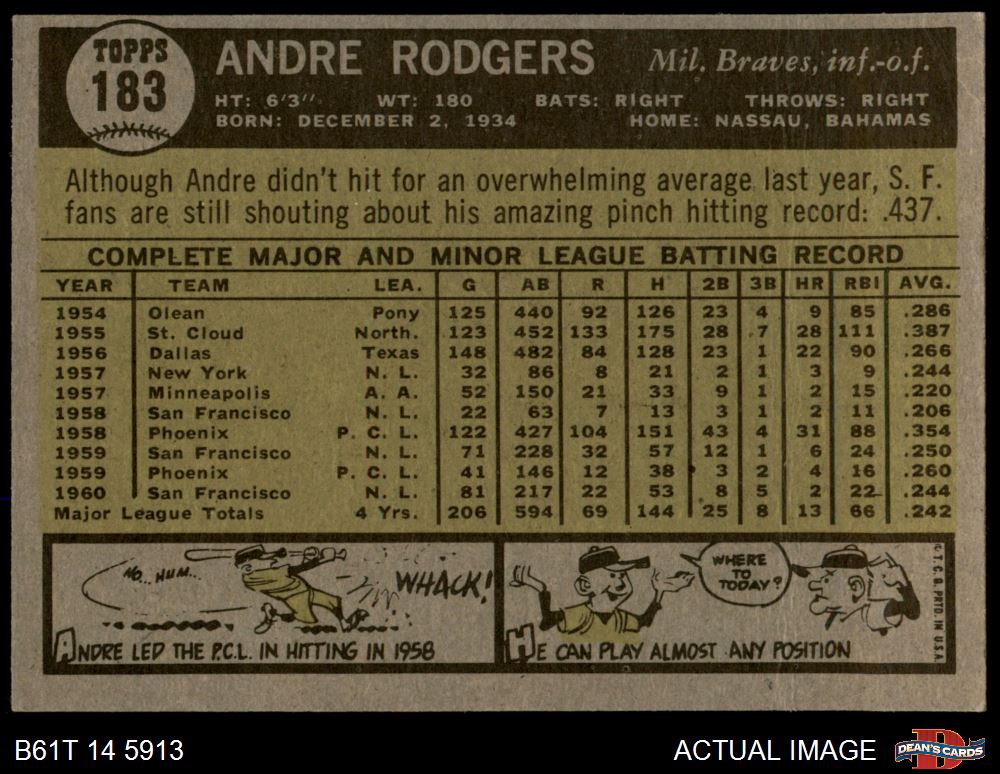 TOPPS
183
ANDRE RODGERS Mil. Braves, inf.-o.f.
HT: 6'3" WT: 180 BATS: RIGHT THROWS: RIGHT
BORN: DECEMBER 2, 1934 HOME: NASSAU, BAHAMAS
Although Andre didn't hit for an overwhelming average last year, S. F.
fans are still shouting about his amazing pinch hitting record: .437.
COMPLETE MAJOR AND MINOR LEAGUE BATTING RECORD
YEAR TEAM LEA. G AB R H 2B 3B HR RBI AVG.
1954 Olean Pony 125 440 92 126 23 4 9 85 .286
1955 St. Cloud North. 123 452 133 175 28 7 28 111 .387
1956 Dallas Texas 148 482 84 128 23 1 22 90 .266
1957 New York N. L. 32 86 8 21 2 1 3 9 .244
1957 Minneapolis A. A. 52 150 21 33 9 1 2 15 .220
1958 San Francisco N. L. 22 63 7 13 3 1 2 11 .206
1958 Phoenix P. C. L. 122 427 104 151 43 4 31 88 .354
1959 San Francisco N. L. 71 228 32 57 12 1 6 24 .250
1959 Phoenix P. C. L. 41 146 12 38 3 2 4 16 .260
1960 San Francisco N. L. 81 217 22 53 8 5 2 22 .244
Major League Totals 4 Yrs. 206 594 69 144 25 8 13 66 .242
HO... HUM...
WHACK!
ANDRE LED THE P.C.L. IN HITTING IN 1958
WHERE
TO
TODAY?
HE CAN PLAY ALMOST ANY POSITION
©T. C. G. PRTD. IN U.S.A.
B61T 14 5913
ACTUAL IMAGE
D
DEAN'S CARDS